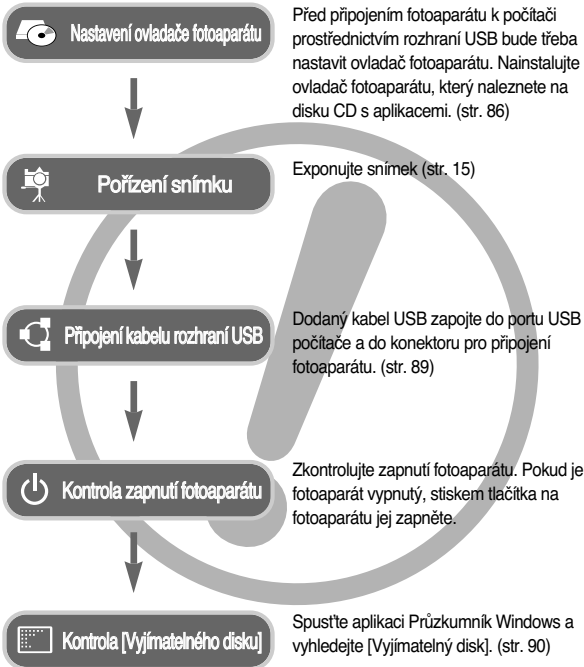 Nastavení ovladače fotoaparátu
Před připojením fotoaparátu k počítači
prostřednictvím rozhraní USB bude třeba
nastavit ovladač fotoaparátu. Nainstalujte
ovladač fotoaparátu, který naleznete na
disku CD s aplikacemi. (str. 86)
Pořízení snímku
Exponujte snímek (str. 15)
Připojení kabelu rozhraní USB
Dodaný kabel USB zapojte do portu USB
počítače a do konektoru pro připojení
fotoaparátu. (str. 89)
Kontrola zapnutí fotoaparátu
Zkontrolujte zapnutí fotoaparátu. Pokud je
fotoaparát vypnutý, stiskem tlačítka na
fotoaparátu jej zapněte.
Kontrola [Vyjímatelného disku]
Spusťte aplikaci Průzkumník Windows a
vyhledejte [Vyjímatelný disk]. (str. 90)